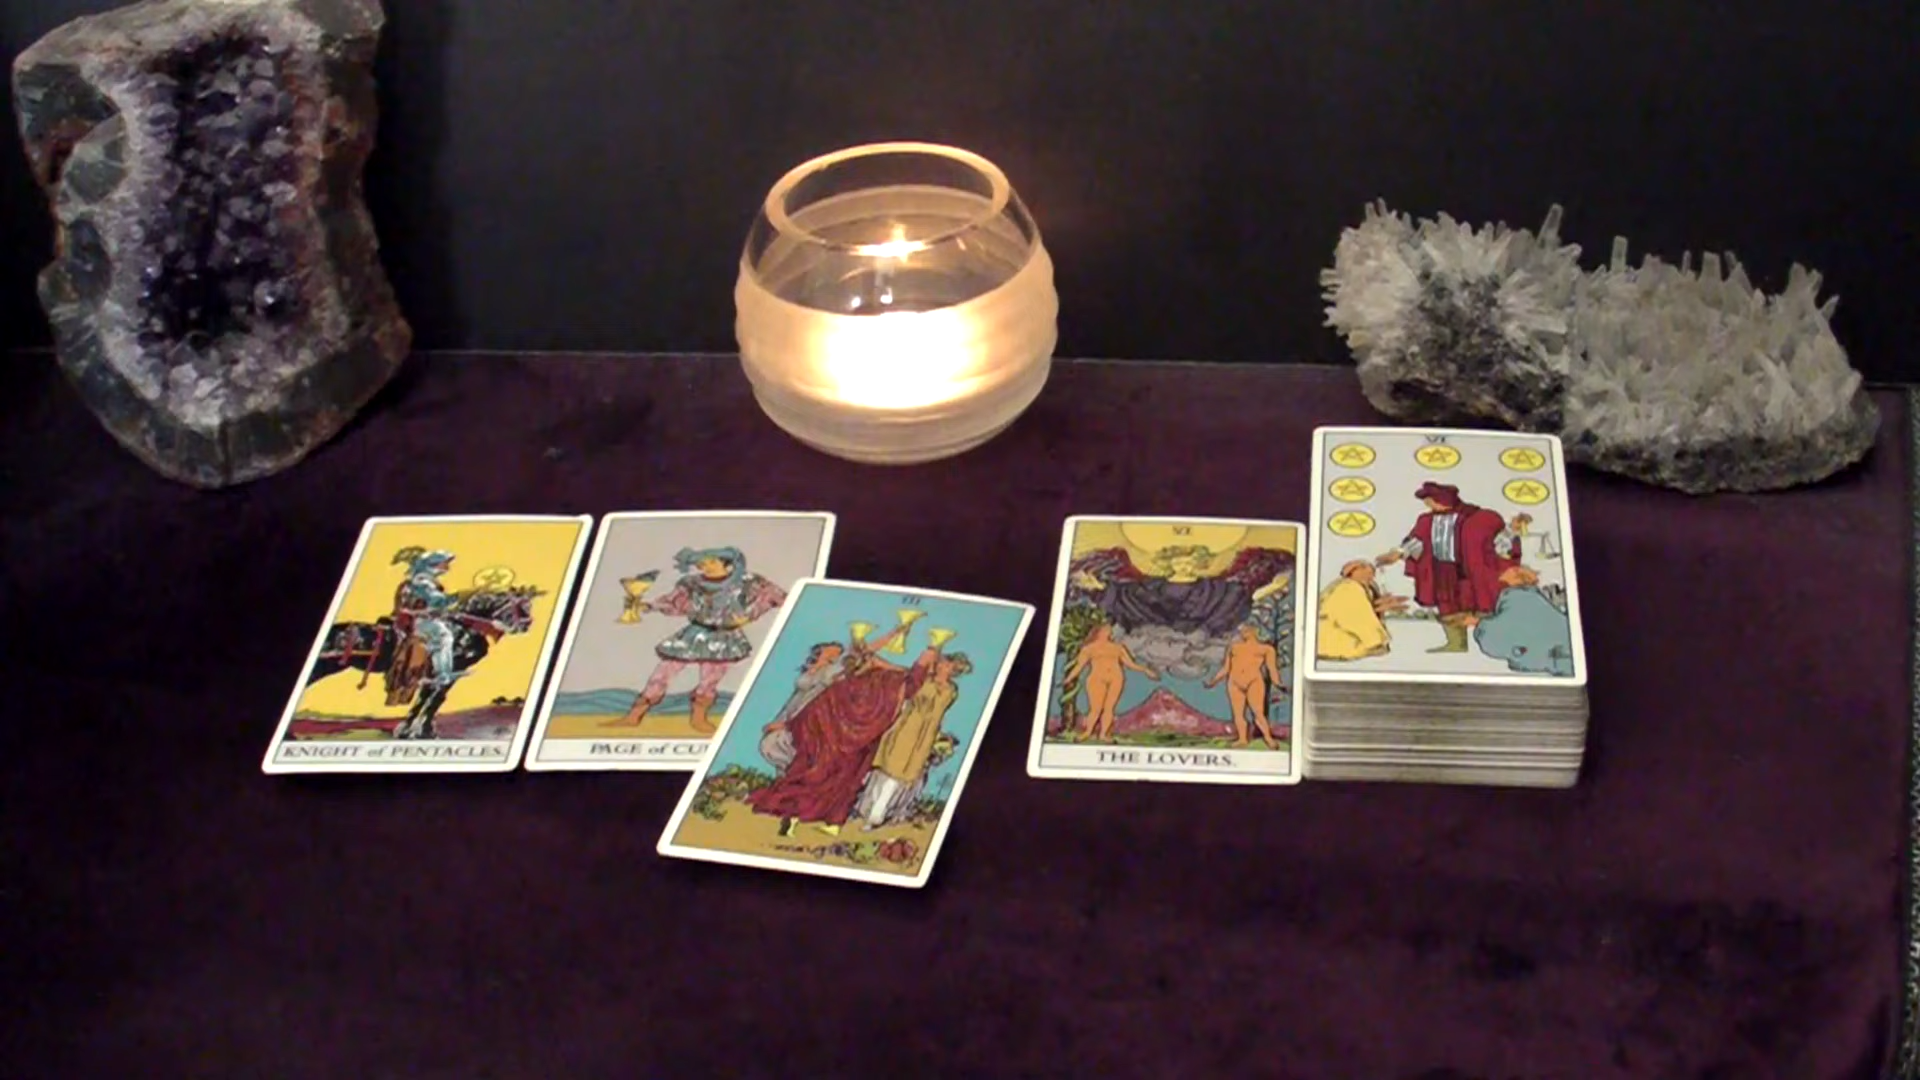 KNIGHT of PENTACLES.
PAGE of CU
III
VI
THE LOVERS.
VI